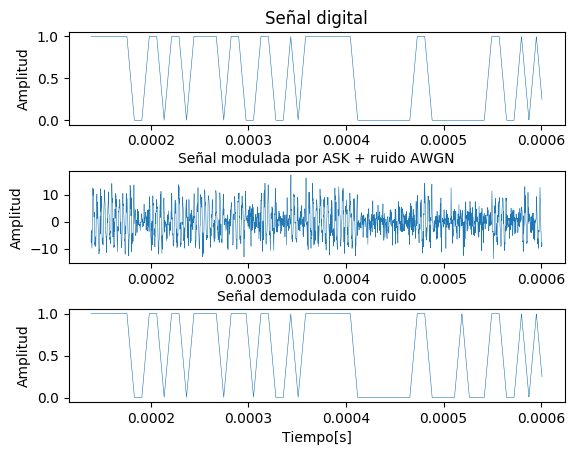 Señal digital
Amplitud
1.0
0.5
0.0
0.0002 0.0003 0.0004 0.0005 0.0006
Señal modulada por ASK + ruido AWGN
Amplitud
10
0
−10
0.0002 0.0003 0.0004 0.0005 0.0006
Señal demodulada con ruido
Amplitud
1.0
0.5
0.0
0.0002 0.0003 0.0004 0.0005 0.0006
Tiempo[s]